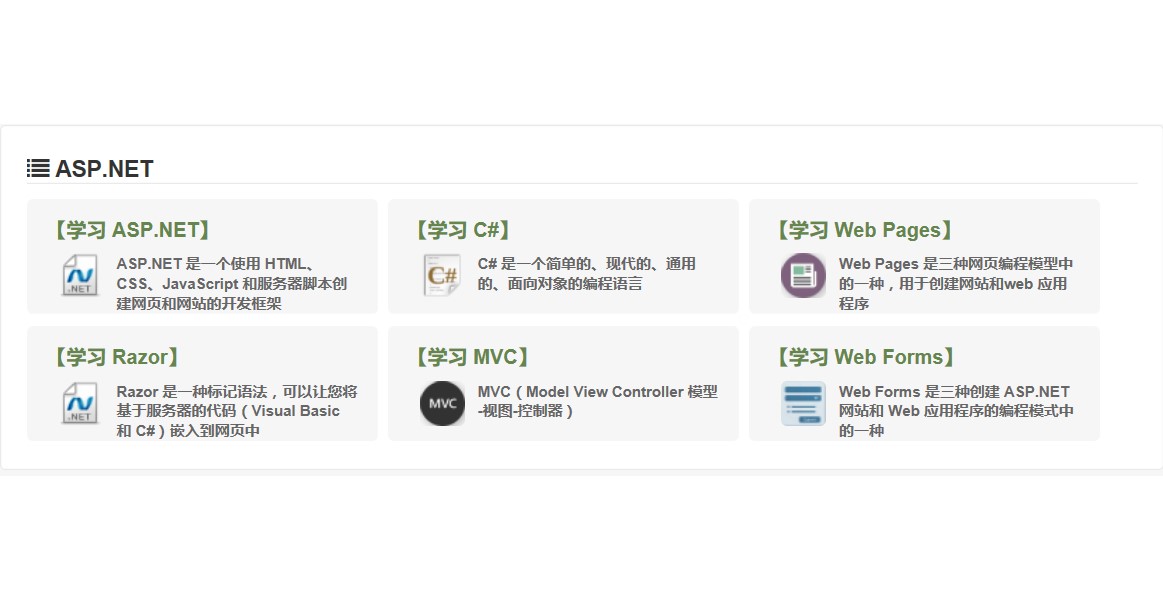 ASP.NET
【学习 ASP.NET】
ASP.NET 是一个使用 HTML、
CSS、JavaScript 和服务器脚本创
建网页和网站的开发框架
【学习 C#】
C# 是一个简单的、现代的、通用
的、面向对象的编程语言
【学习 Web Pages】
Web Pages 是三种网页编程模型中
的一种，用于创建网站和web 应用
程序
【学习 Razor】
Razor 是一种标记语法，可以让您将
基于服务器的代码（Visual Basic
和 C#）嵌入到网页中
【学习 MVC】
MVC（Model View Controller 模型
-视图-控制器）
【学习 Web Forms】
Web Forms 是三种创建 ASP.NET
网站和 Web 应用程序的编程模式中
的一种
.NET
C#
.NET
MVC